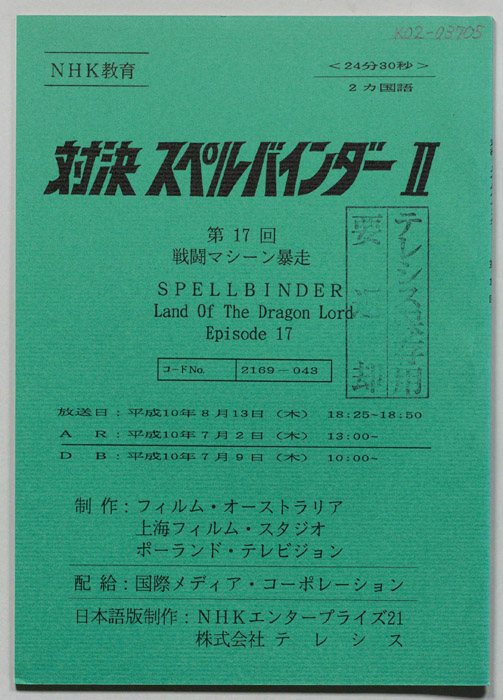 K02-03705
NHK教育
＜24分30秒＞
2カ国語
対決 スペルバインダー II
第 17 回
戦闘マシーン暴走
SPELLBINDER
Land Of The Dragon Lord
Episode 17
テレシス保存用
要 返 却
コードNo. 2169－043
放送日：平成10年8月13日（木） 18:25~18:50
A R：平成10年7月2日（木） 13:00~
D B：平成10年7月9日（木） 10:00~
制作：フィルム・オーストラリア
上海フィルム・スタジオ
ポーランド・テレビジョン
配給：国際メディア・コーポレーション
日本語版制作：NHKエンタープライズ21
株式会社 テ レ シ ス